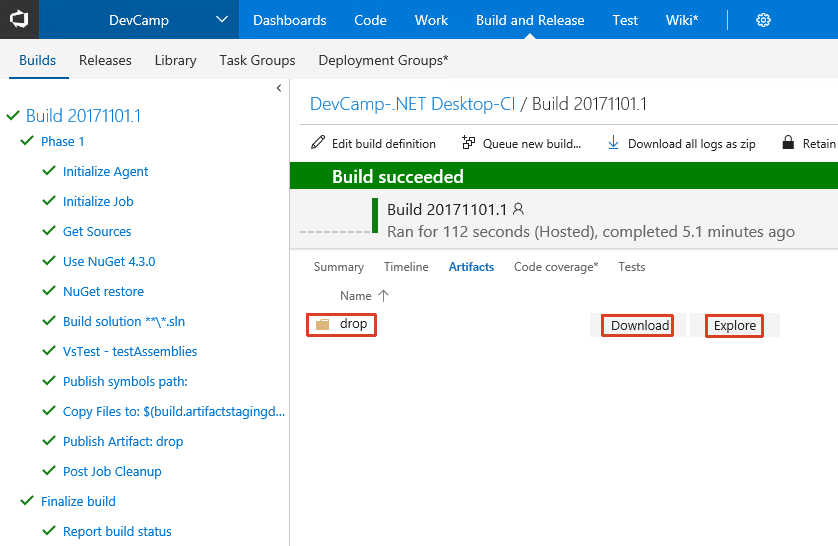 DevCamp
Dashboards Code Work Build and Release Test Wiki*
Builds Releases Library Task Groups Deployment Groups*
Build 20171101.1
Phase 1
Initialize Agent
Initialize Job
Get Sources
Use NuGet 4.3.0
NuGet restore
Build solution **\*.sln
VsTest - testAssemblies
Publish symbols path:
Copy Files to: $(build.artifactstagingd...
Publish Artifact: drop
Post Job Cleanup
Finalize build
Report build status
DevCamp-.NET Desktop-CI / Build 20171101.1
Edit build definition Queue new build... Download all logs as zip Retain
Build succeeded
Build 20171101.1
Ran for 112 seconds (Hosted), completed 5.1 minutes ago
Summary Timeline Artifacts Code coverage* Tests
Name
drop Download Explore